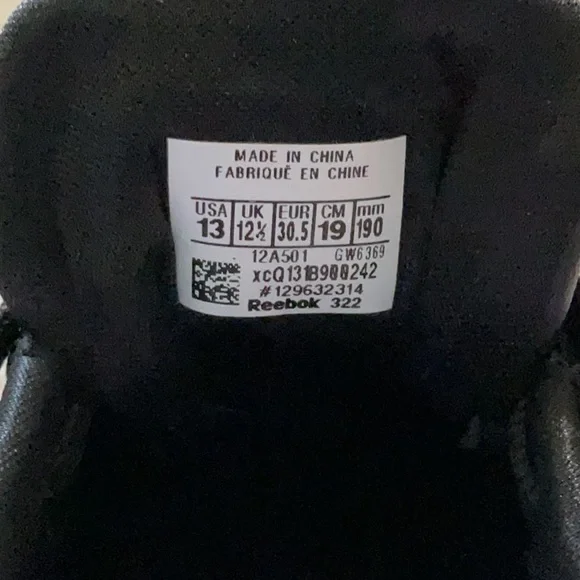 MADE IN CHINA
FABRIQUÉ EN CHINE
USA UK EUR CM mm
13 12½ 30.5 19 190
12A501 GW6369
xcQ131B900242
#129632314
Reebok 322